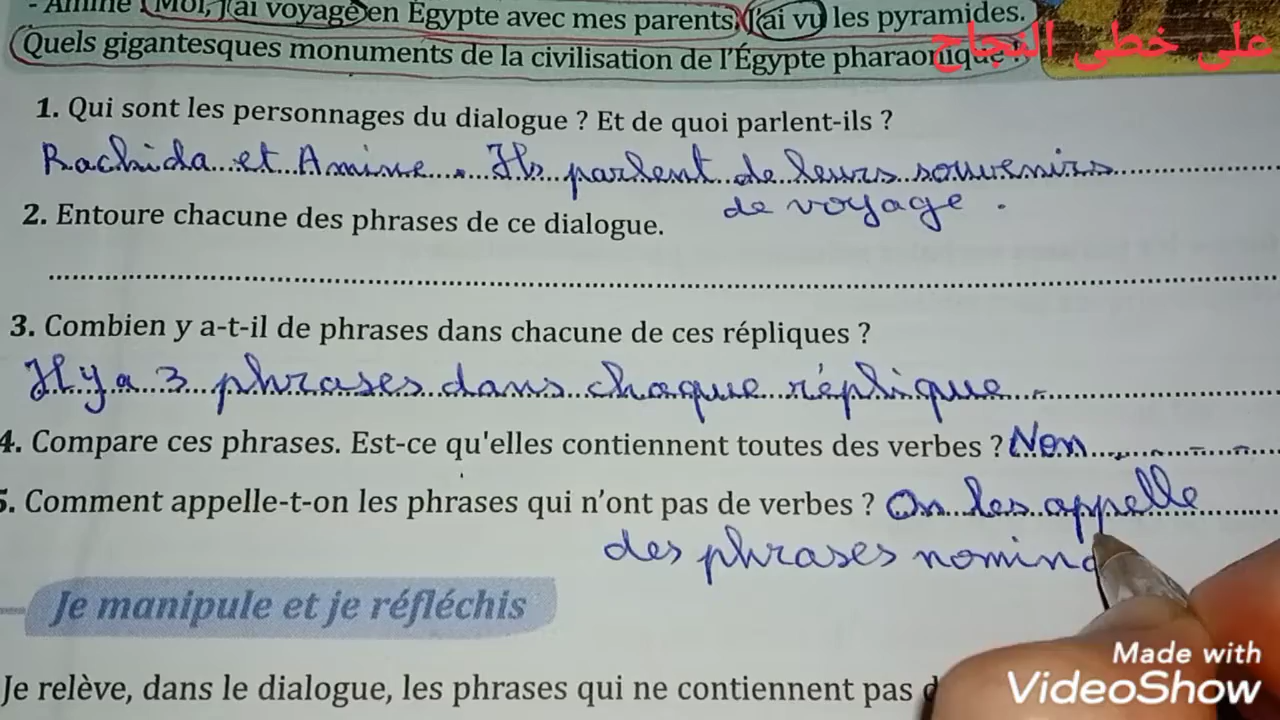 - Amine : Moi, j'ai voyagé en Égypte avec mes parents. J'ai vu les pyramides.
Quels gigantesques monuments de la civilisation de l'Égypte pharaonique !
على خطى النجاح
1. Qui sont les personnages du dialogue ? Et de quoi parlent-ils ?
Rachida et Amine. Ils parlent de leurs souvenirs
de voyage.
2. Entoure chacune des phrases de ce dialogue.
3. Combien y a-t-il de phrases dans chacune de ces répliques ?
Il y a 3 phrases dans chaque réplique
4. Compare ces phrases. Est-ce qu'elles contiennent toutes des verbes ? Non
5. Comment appelle-t-on les phrases qui n'ont pas de verbes ? On les appelle
des phrases nomina
Je manipule et je réfléchis
Je relève, dans le dialogue, les phrases qui ne contiennent pas
Made with
VideoShow